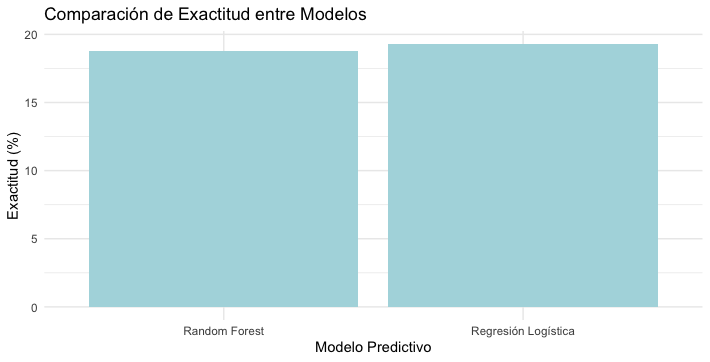 Comparación de Exactitud entre Modelos
Exactitud (%)
20
15
10
5
0
Random Forest
Regresión Logística
Modelo Predictivo